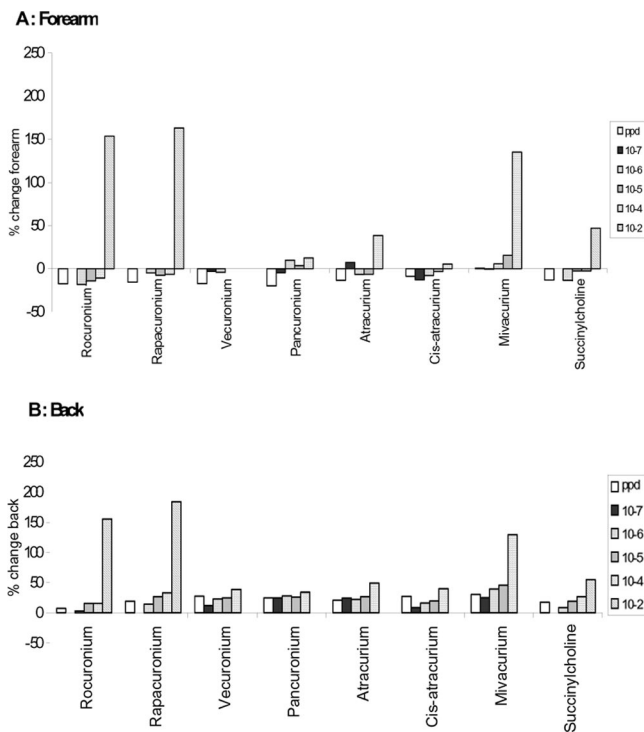 A: Forearm
250
200
150
100
50
0
-50
% change forearm
Rocuronium
Rapacuronium
Vecuronium
Pancuronium
Atracurium
Cis-atracurium
Mivacurium
Succinylcholine
ppd
10-7
10-6
10-5
10-4
10-2
B: Back
250
200
150
100
50
0
-50
% change back
Rocuronium
Rapacuronium
Vecuronium
Pancuronium
Atracurium
Cis-atracurium
Mivacurium
Succinylcholine
ppd
10-7
10-6
10-5
10-4
10-2